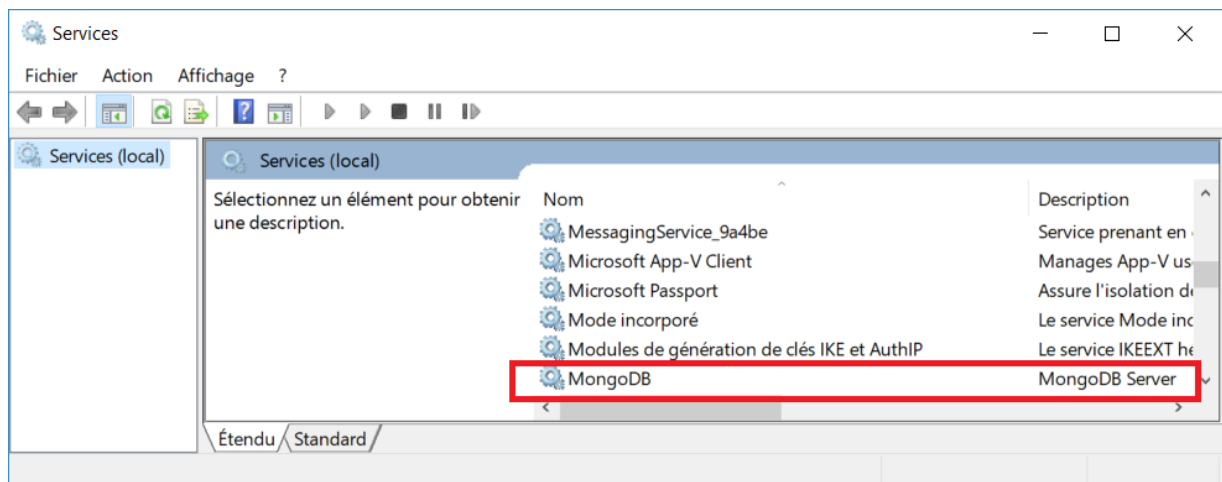 Services
Fichier Action Affichage ?
Services (local)
Services (local)
Sélectionnez un élément pour obtenir
une description.
Nom Description
MessagingService_9a4be Service prenant en
Microsoft App-V Client Manages App-V us
Microsoft Passport Assure l'isolation de
Mode incorporé Le service Mode inc
Modules de génération de clés IKE et AuthIP Le service IKEEXT hé
MongoDB MongoDB Server
Étendu Standard